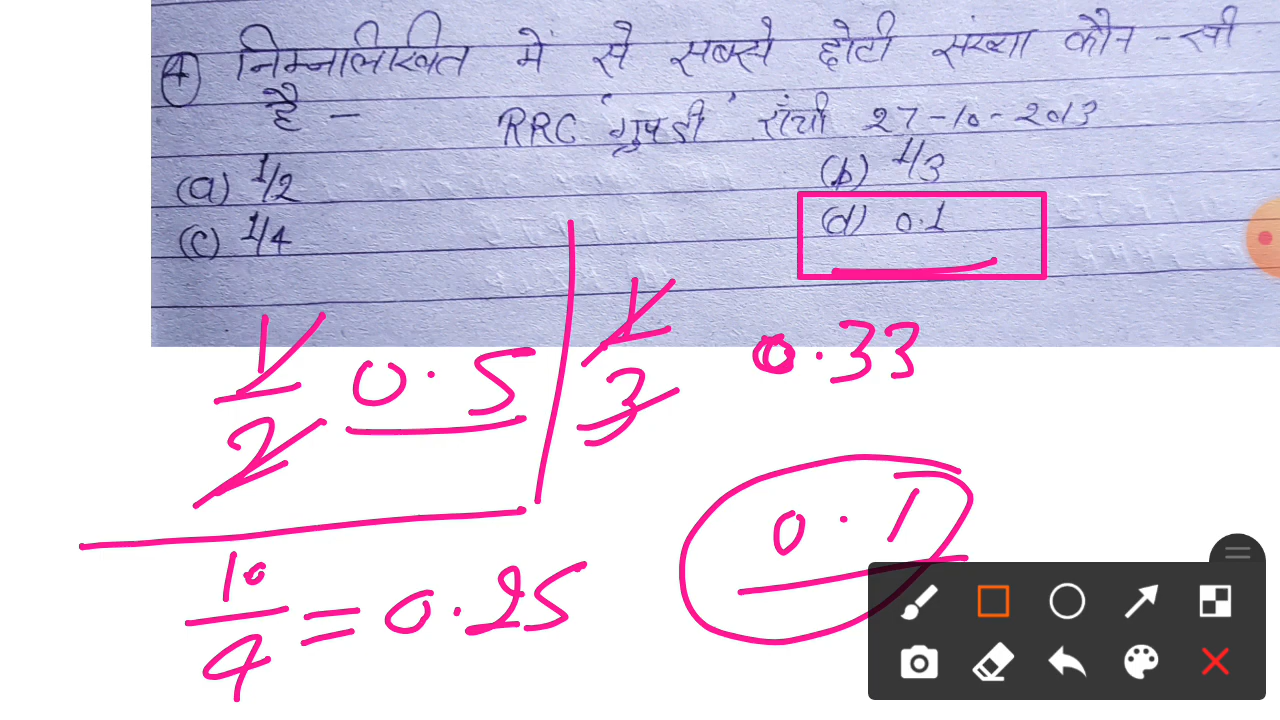 ④ निम्नलिखित में से सबसे छोटी संख्या कौन-सी
है -
RRC 'ग्रुपडी' राँची 27-10-2013
(a) 1/2
(b) 1/3
(c) 1/4
(d) 0.1
1/2 0.5
1/3 0.33
10/4 = 0.25
0.1